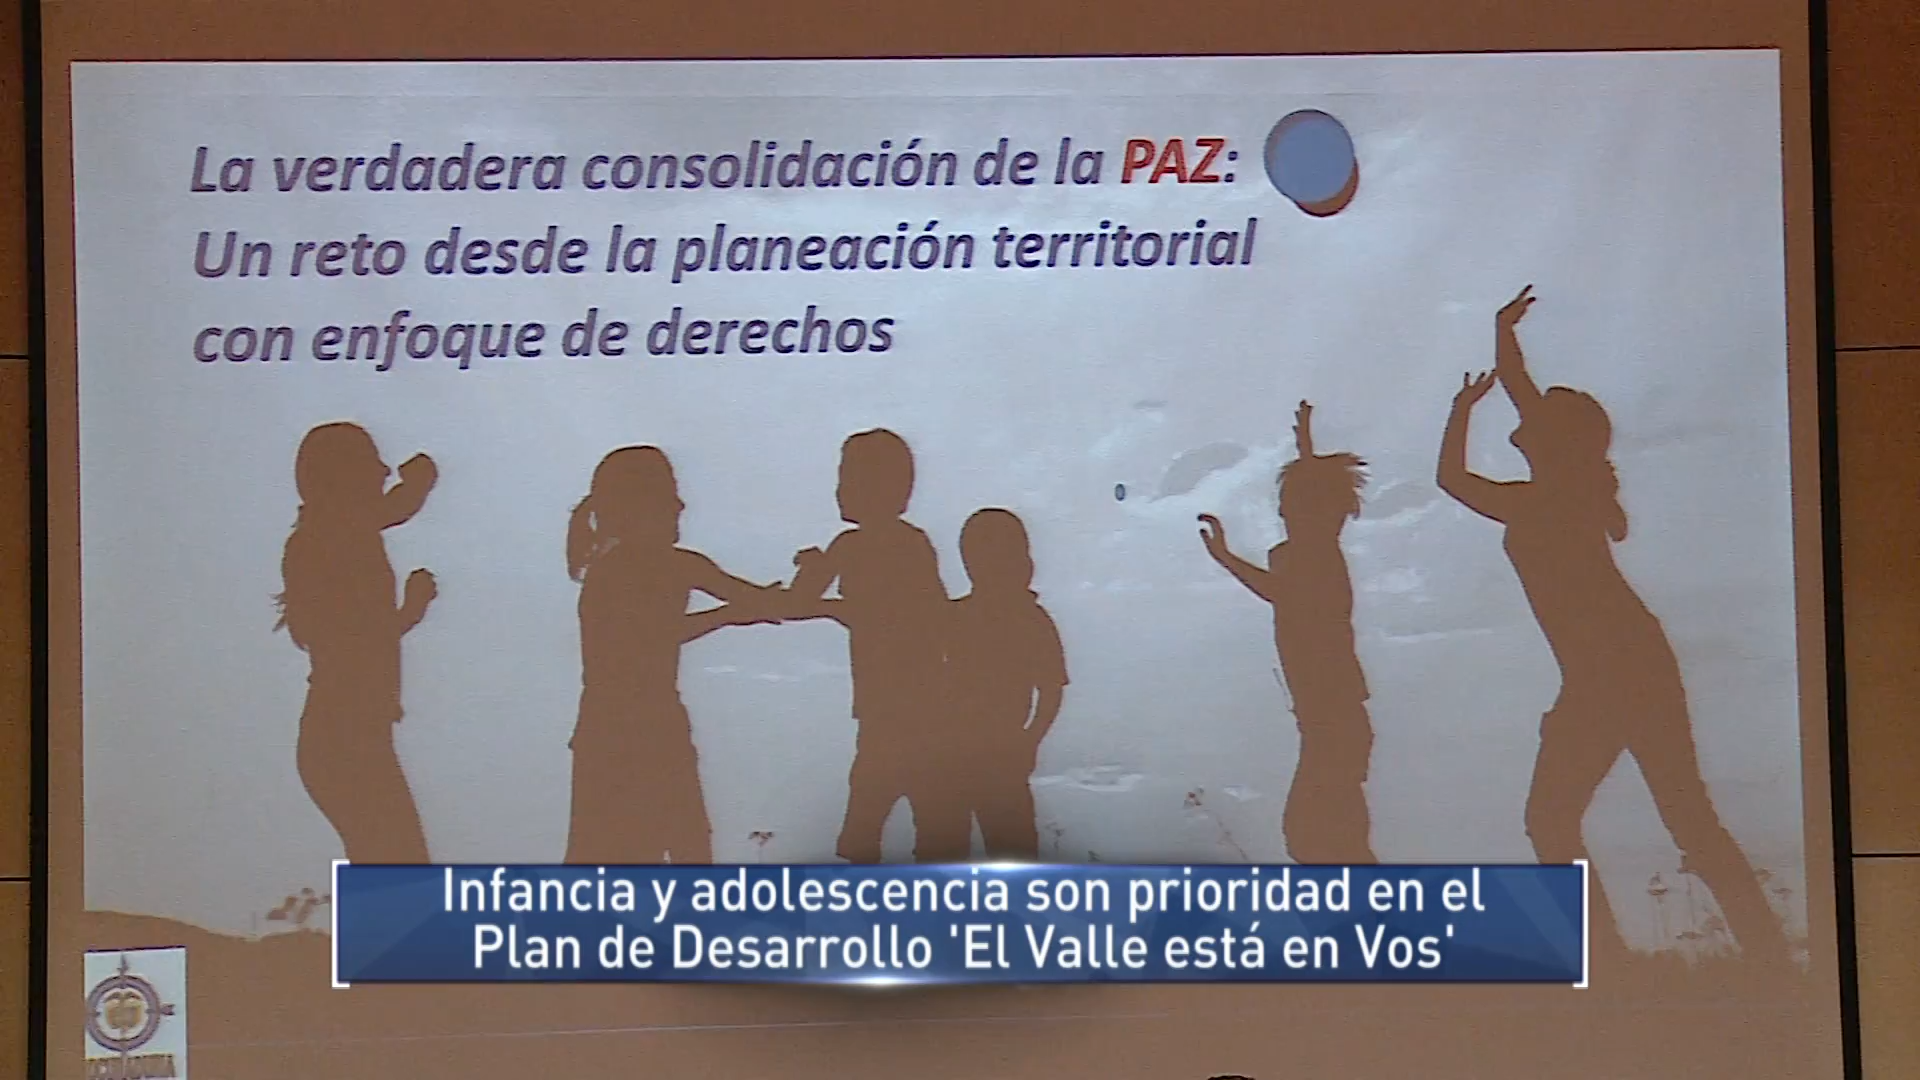 La verdadera consolidación de la PAZ:
Un reto desde la planeación territorial
con enfoque de derechos
Infancia y adolescencia son prioridad en el
Plan de Desarrollo 'El Valle está en Vos'